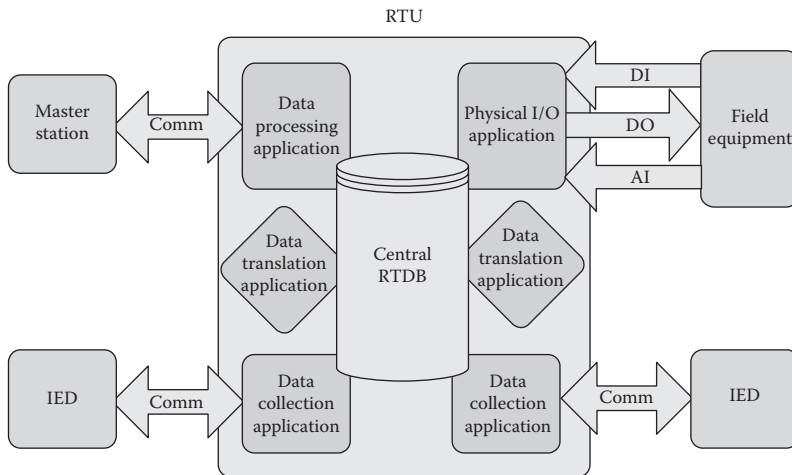 RTU
Master
station
Comm
Data
processing
application
Physical I/O
application
DI
DO
AI
Field
equipment
Data
translation
application
Central
RTDB
Data
translation
application
IED
Comm
Data
collection
application
Data
collection
application
Comm
IED